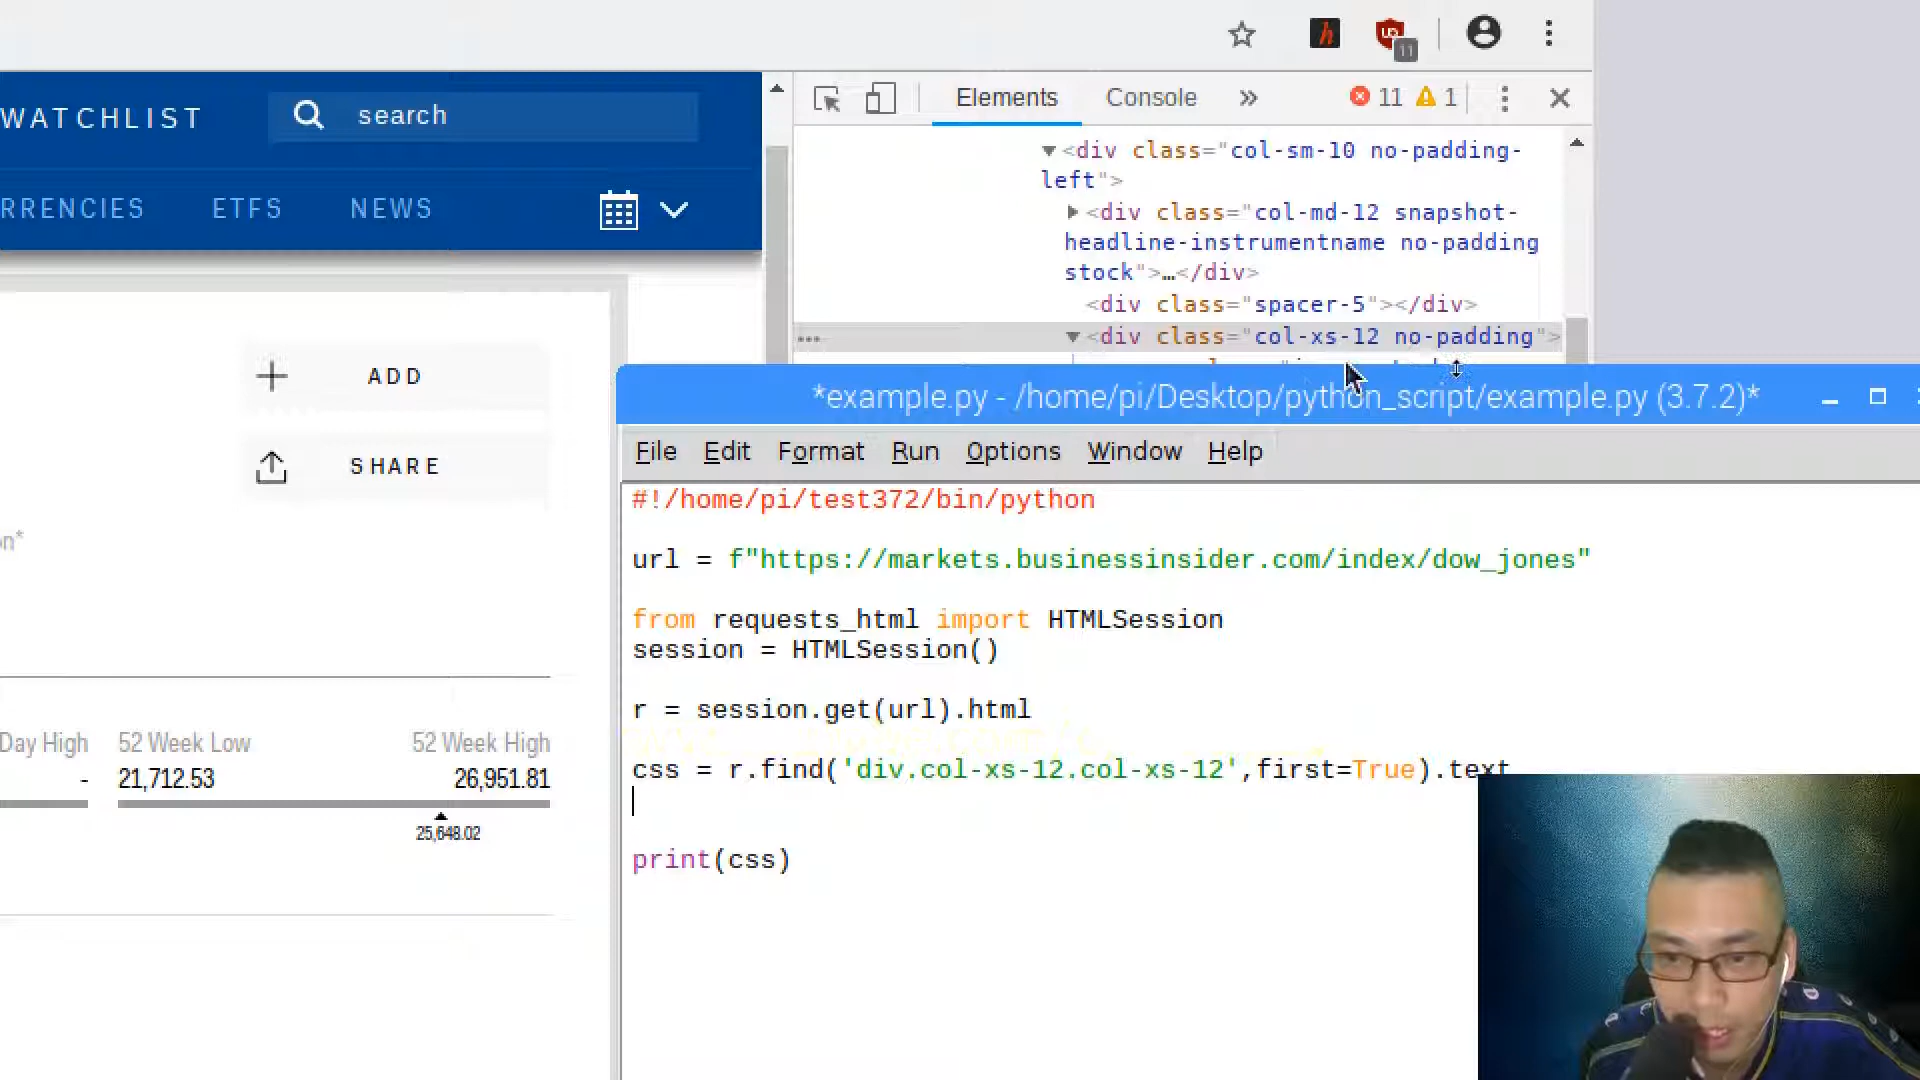 11
WATCHLIST
search
Elements
Console
11
1
RRENCIES
ETFS
NEWS
<div class="col-sm-10 no-padding-
left">
<div class="col-md-12 snapshot-
headline-instrumentname no-padding
stock">…</div>
<div class="spacer-5"></div>
<div class="col-xs-12 no-padding">
ADD
SHARE
on*
Day High
-
52 Week Low
21,712.53
52 Week High
26,951.81
25,648.02
*example.py - /home/pi/Desktop/python_script/example.py (3.7.2)*
File Edit Format Run Options Window Help
#!/home/pi/test372/bin/python
url = f"https://markets.businessinsider.com/index/dow_jones"
from requests_html import HTMLSession
session = HTMLSession()
r = session.get(url).html
css = r.find('div.col-xs-12.col-xs-12',first=True).text
print(css)